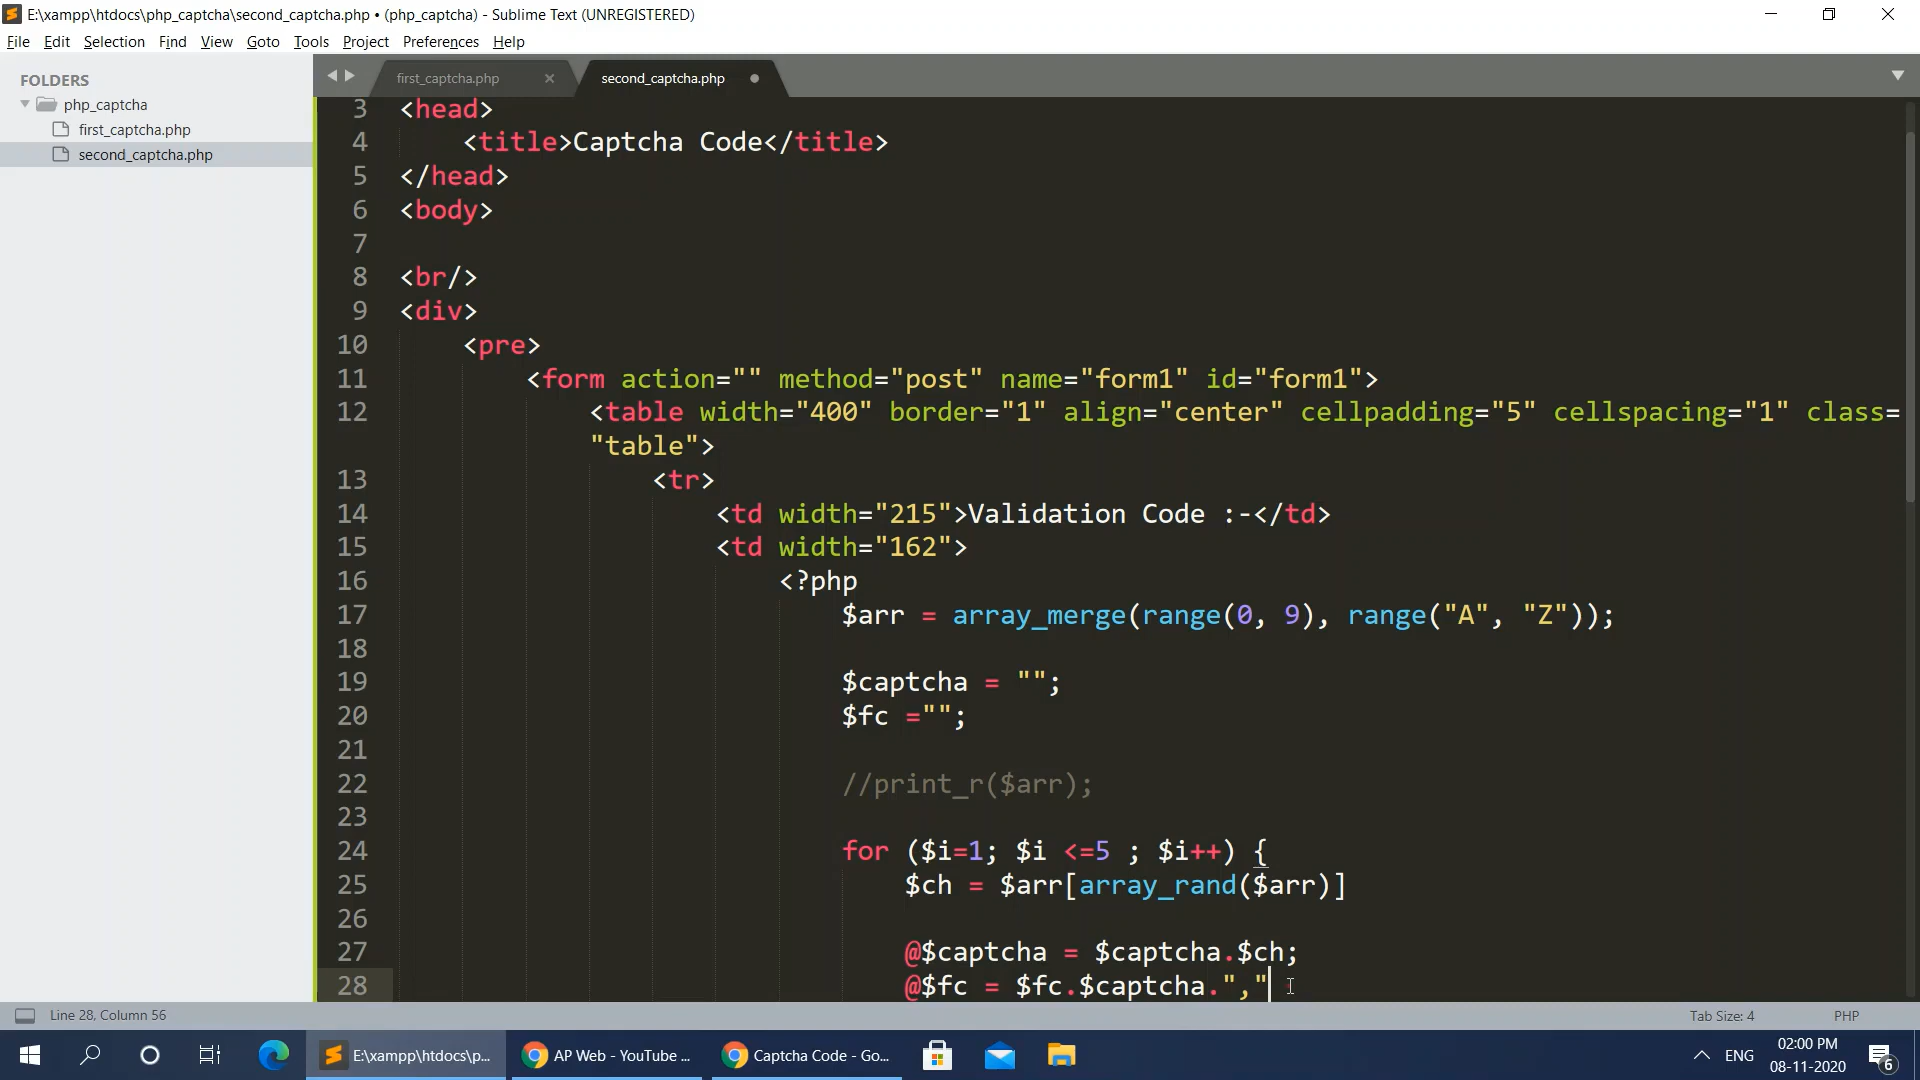 E:\xampp\htdocs\php_captcha\second_captcha.php • (php_captcha) - Sublime Text (UNREGISTERED)
File Edit Selection Find View Goto Tools Project Preferences Help
FOLDERS
php_captcha
first_captcha.php
second_captcha.php
first_captcha.php × second_captcha.php
3 <head>
4 <title>Captcha Code</title>
5 </head>
6 <body>
7
8 <br/>
9 <div>
10 <pre>
11 <form action="" method="post" name="form1" id="form1">
12 <table width="400" border="1" align="center" cellpadding="5" cellspacing="1" class=
"table">
13 <tr>
14 <td width="215">Validation Code :-</td>
15 <td width="162">
16 <?php
17 $arr = array_merge(range(0, 9), range("A", "Z"));
18
19 $captcha = "";
20 $fc ="";
21
22 //print_r($arr);
23
24 for ($i=1; $i <=5 ; $i++) {
25 $ch = $arr[array_rand($arr)]
26
27 @$captcha = $captcha.$ch;
28 @$fc = $fc.$captcha.","
Line 28, Column 56 Tab Size: 4 PHP
E:\xampp\htdocs\p... AP Web - YouTube ... Captcha Code - Go... ENG 02:00 PM
08-11-2020 6